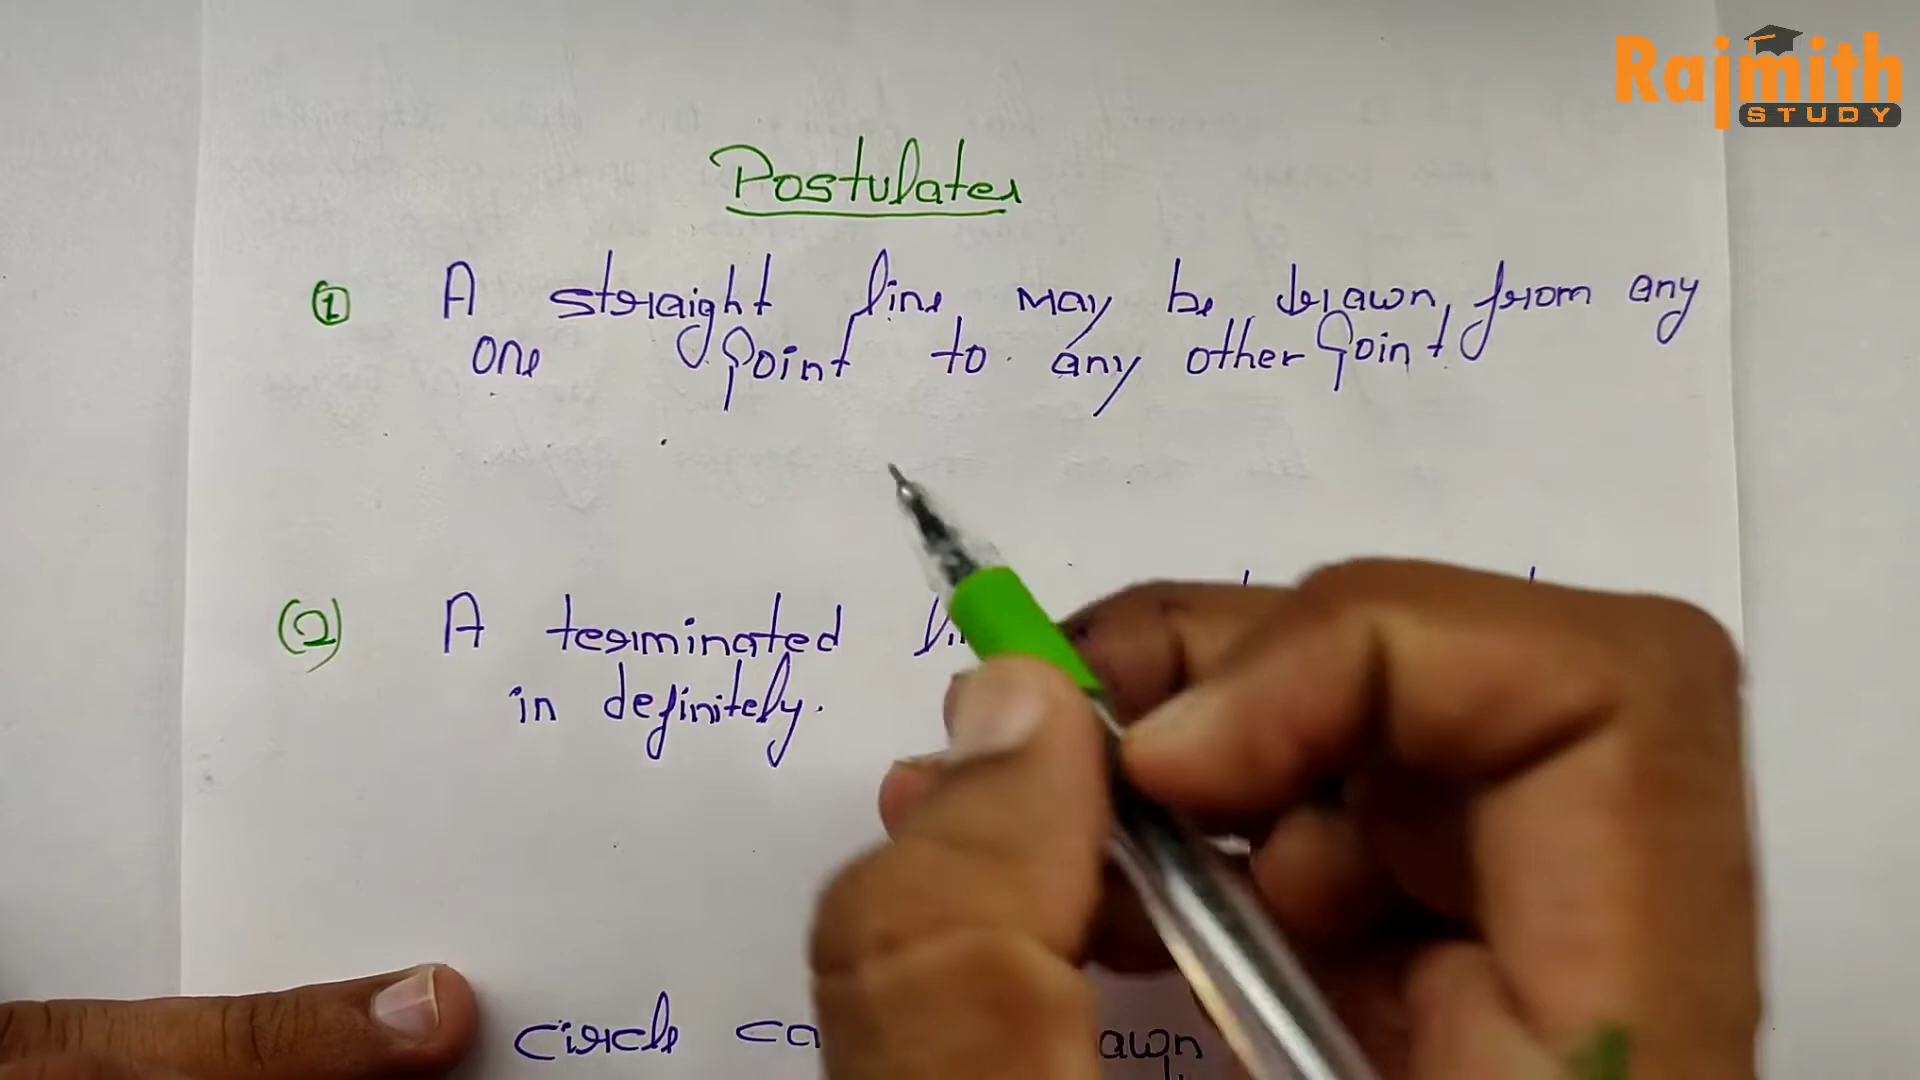 Rajmith
STUDY
Postulates
(1) A straight line may be drawn from any
one point to any other point
(2) A terminated
in definitely.
circle